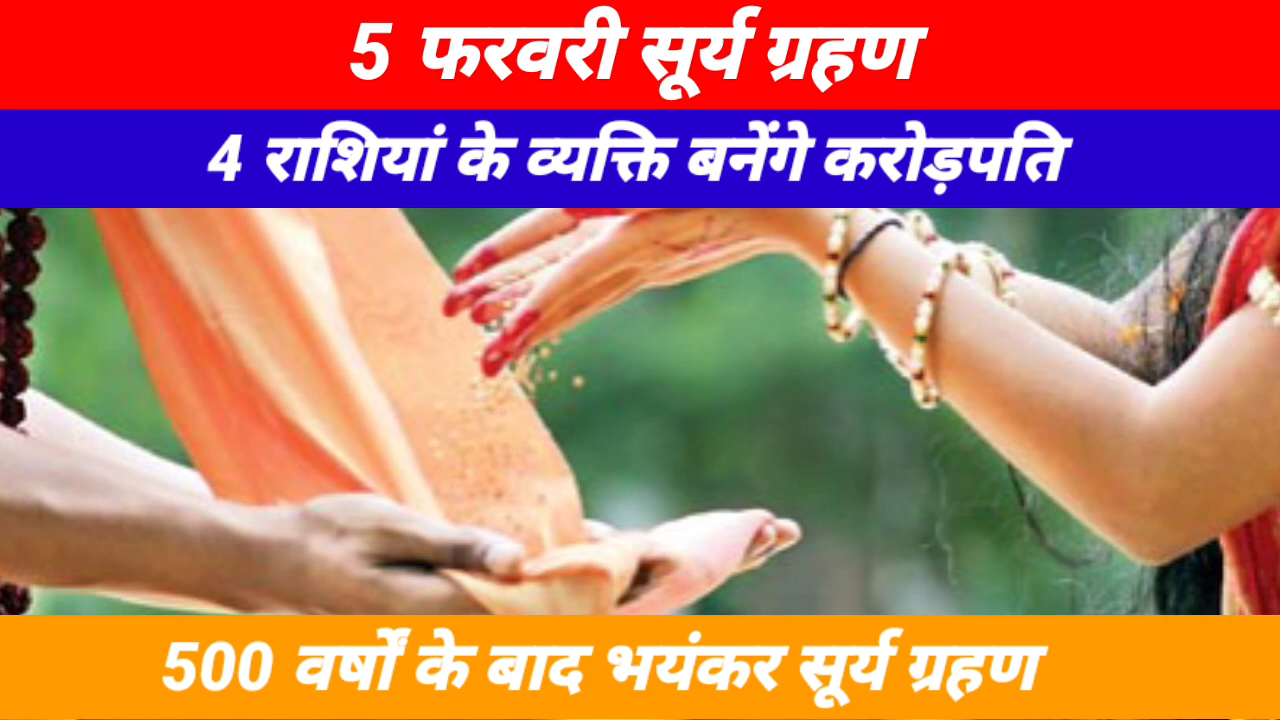 5 फरवरी सूर्य ग्रहण
4 राशियां के व्यक्ति बनेंगे करोड़पति
500 वर्षों के बाद भयंकर सूर्य ग्रहण